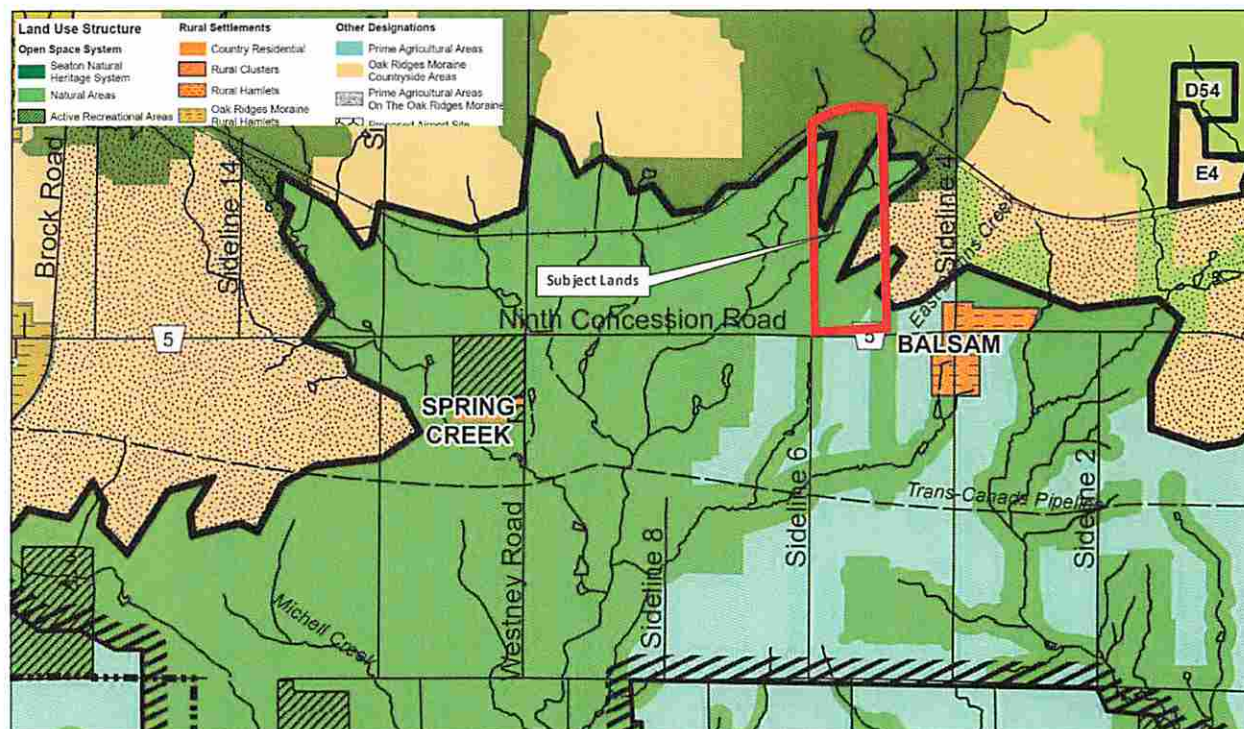 Land Use Structure
Open Space System
Seaton Natural
Heritage System
Natural Areas
Active Recreational Areas
Rural Settlements
Country Residential
Rural Clusters
Rural Hamlets
Oak Ridges Moraine
Rural Hamlets
Other Designations
Prime Agricultural Areas
Oak Ridges Moraine
Countryside Areas
Prime Agricultural Areas
On The Oak Ridges Moraine
Proposed Airport Site
D54
E4
Brock Road
Sideline 14
Si
Sideline 4
Subject Lands
Ninth Concession Road
5
5
BALSAM
SPRING
CREEK
Trans-Canada Pipeline
Sideline 6
Sideline 2
Westney Road
Sideline 8
Michell Creek